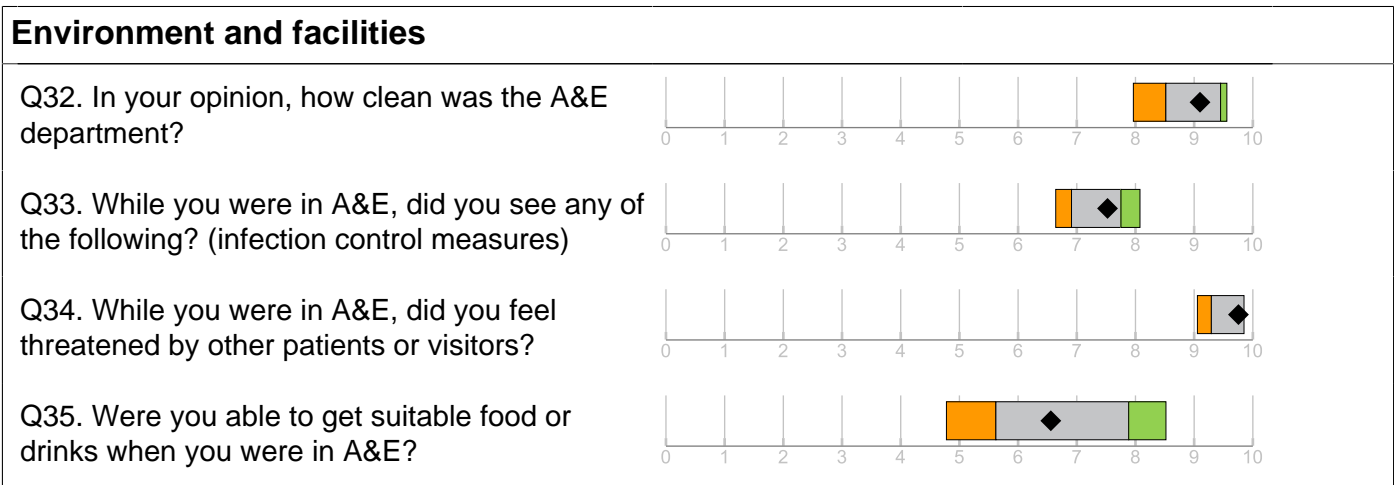 Environment and facilities
Q32. In your opinion, how clean was the A&E
department?
0 1 2 3 4 5 6 7 8 9 10
Q33. While you were in A&E, did you see any of
the following? (infection control measures)
0 1 2 3 4 5 6 7 8 9 10
Q34. While you were in A&E, did you feel
threatened by other patients or visitors?
0 1 2 3 4 5 6 7 8 9 10
Q35. Were you able to get suitable food or
drinks when you were in A&E?
0 1 2 3 4 5 6 7 8 9 10